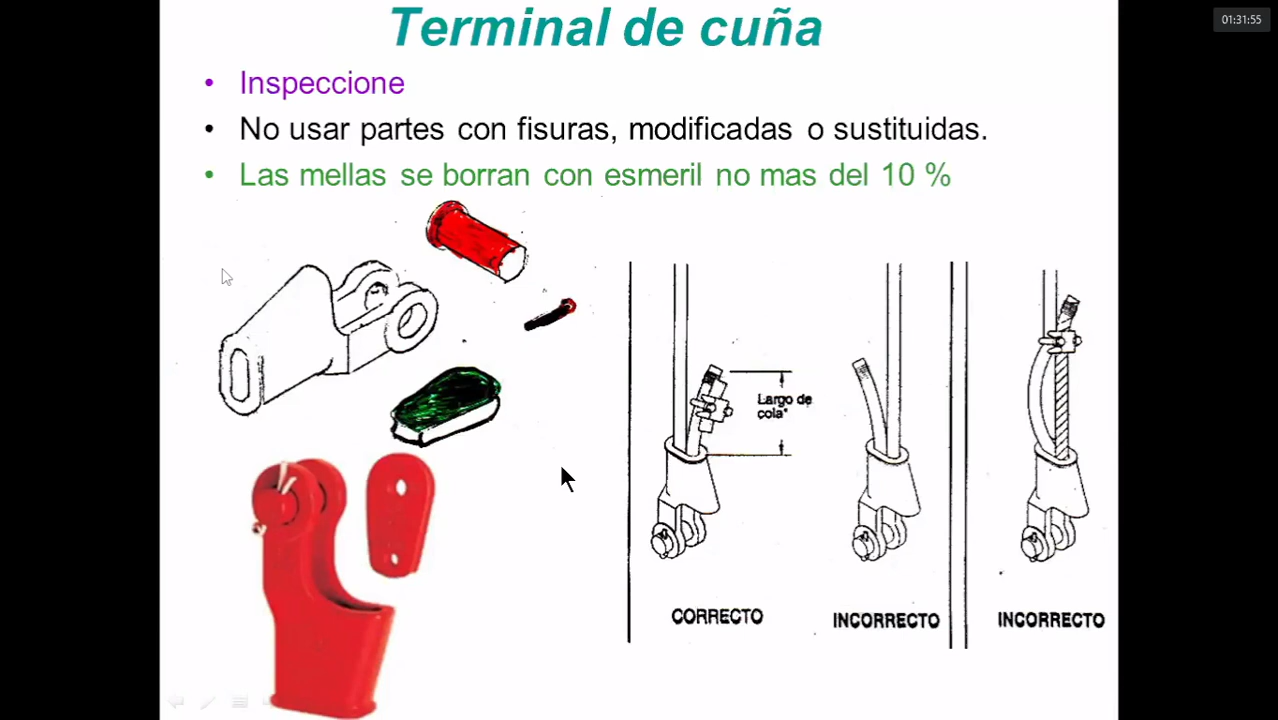 01:31:55
Terminal de cuña
• Inspeccione
• No usar partes con fisuras, modificadas o sustituidas.
• Las mellas se borran con esmeril no mas del 10 %
Largo de
cola*
CORRECTO
INCORRECTO
INCORRECTO